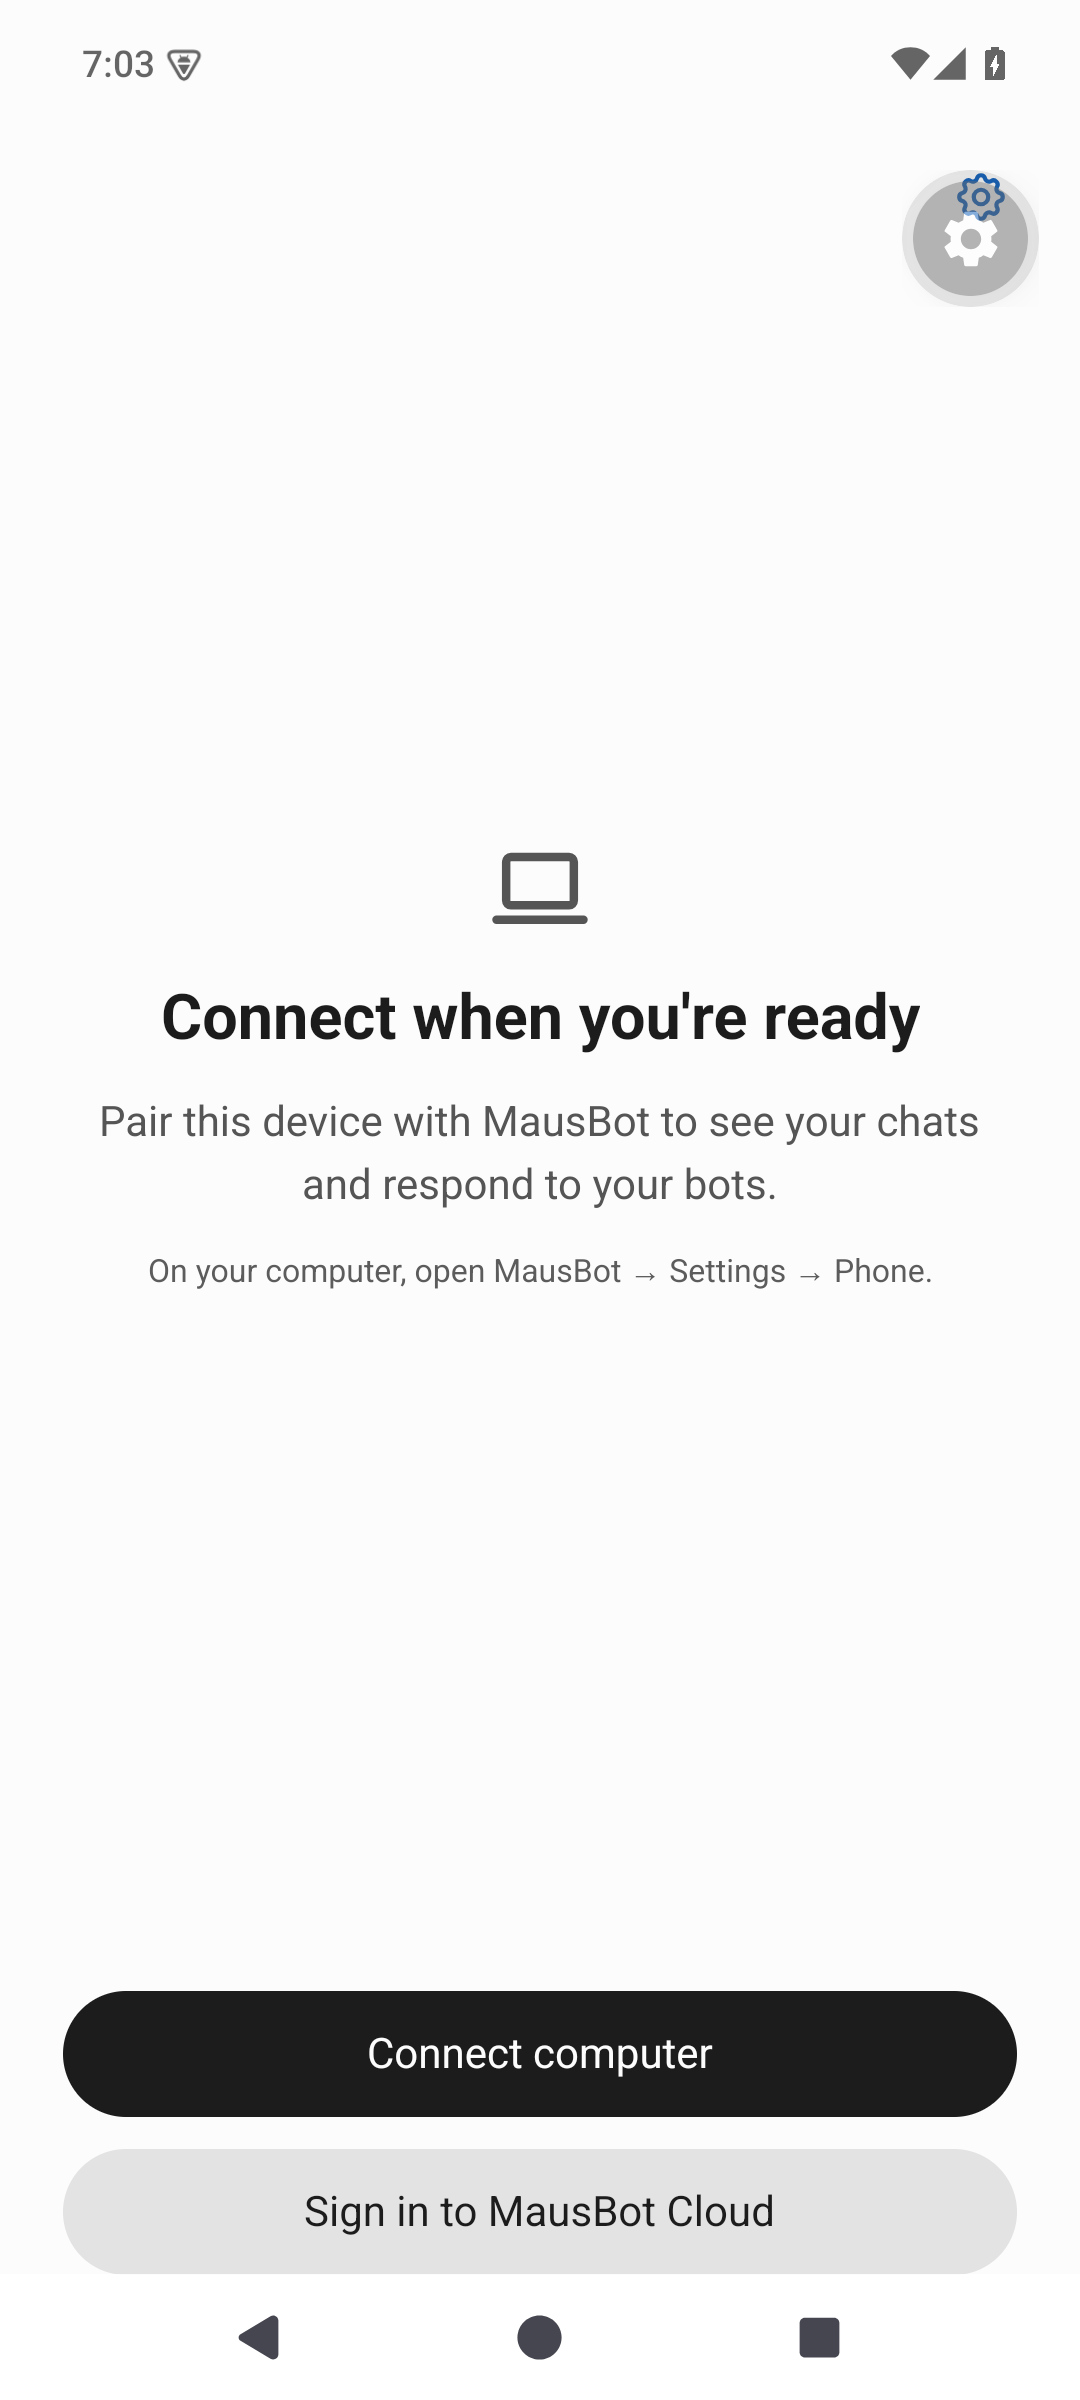 7:03
Connect when you're ready
Pair this device with MausBot to see your chats
and respond to your bots.
On your computer, open MausBot → Settings → Phone.
Connect computer
Sign in to MausBot Cloud